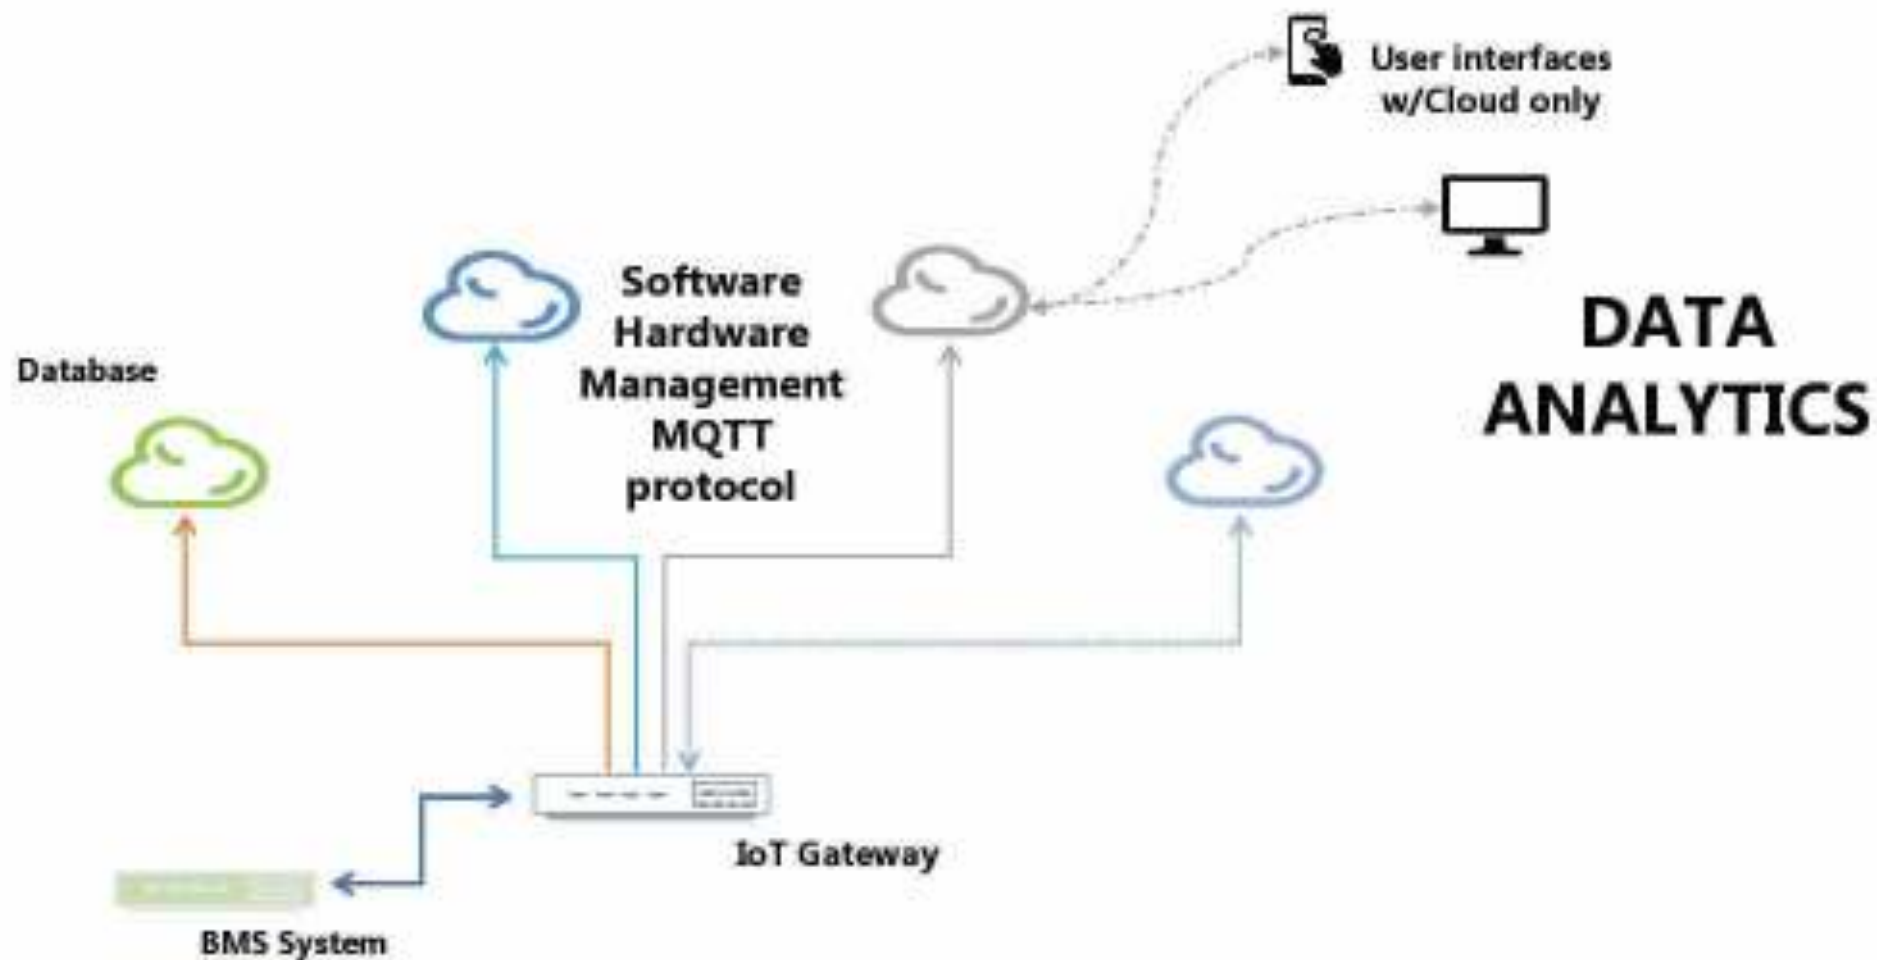 User interfaces
w/Cloud only
Software
Hardware
Management
MQTT
protocol
DATA
ANALYTICS
Database
IoT Gateway
BMS System